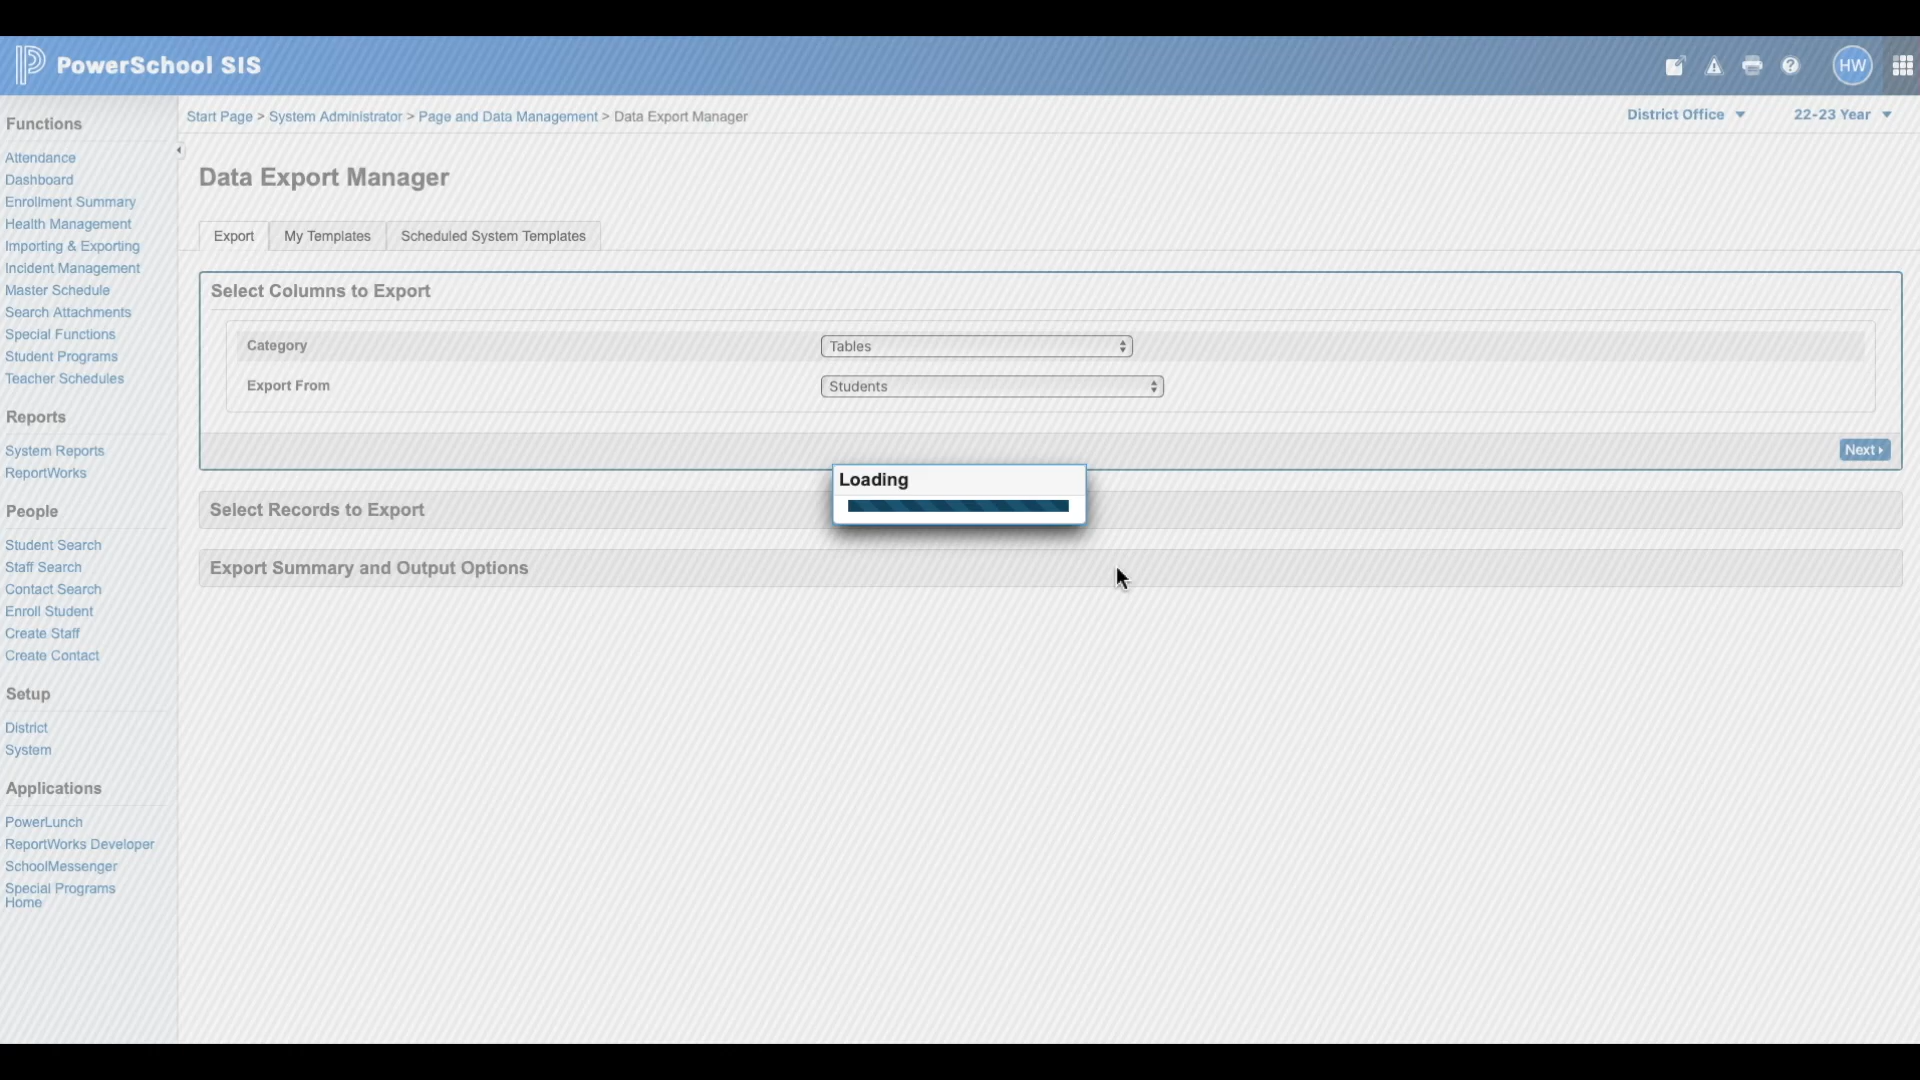 PowerSchool SIS
HW
Start Page > System Administrator > Page and Data Management > Data Export Manager
District Office
22-23 Year
Functions
Attendance
Dashboard
Enrollment Summary
Health Management
Importing & Exporting
Incident Management
Master Schedule
Search Attachments
Special Functions
Student Programs
Teacher Schedules
Reports
System Reports
ReportWorks
People
Student Search
Staff Search
Contact Search
Enroll Student
Create Staff
Create Contact
Setup
District
System
Applications
PowerLunch
ReportWorks Developer
SchoolMessenger
Special Programs
Home
Data Export Manager
Export
My Templates
Scheduled System Templates
Select Columns to Export
Category
Tables
Export From
Students
Next
Loading
Select Records to Export
Export Summary and Output Options